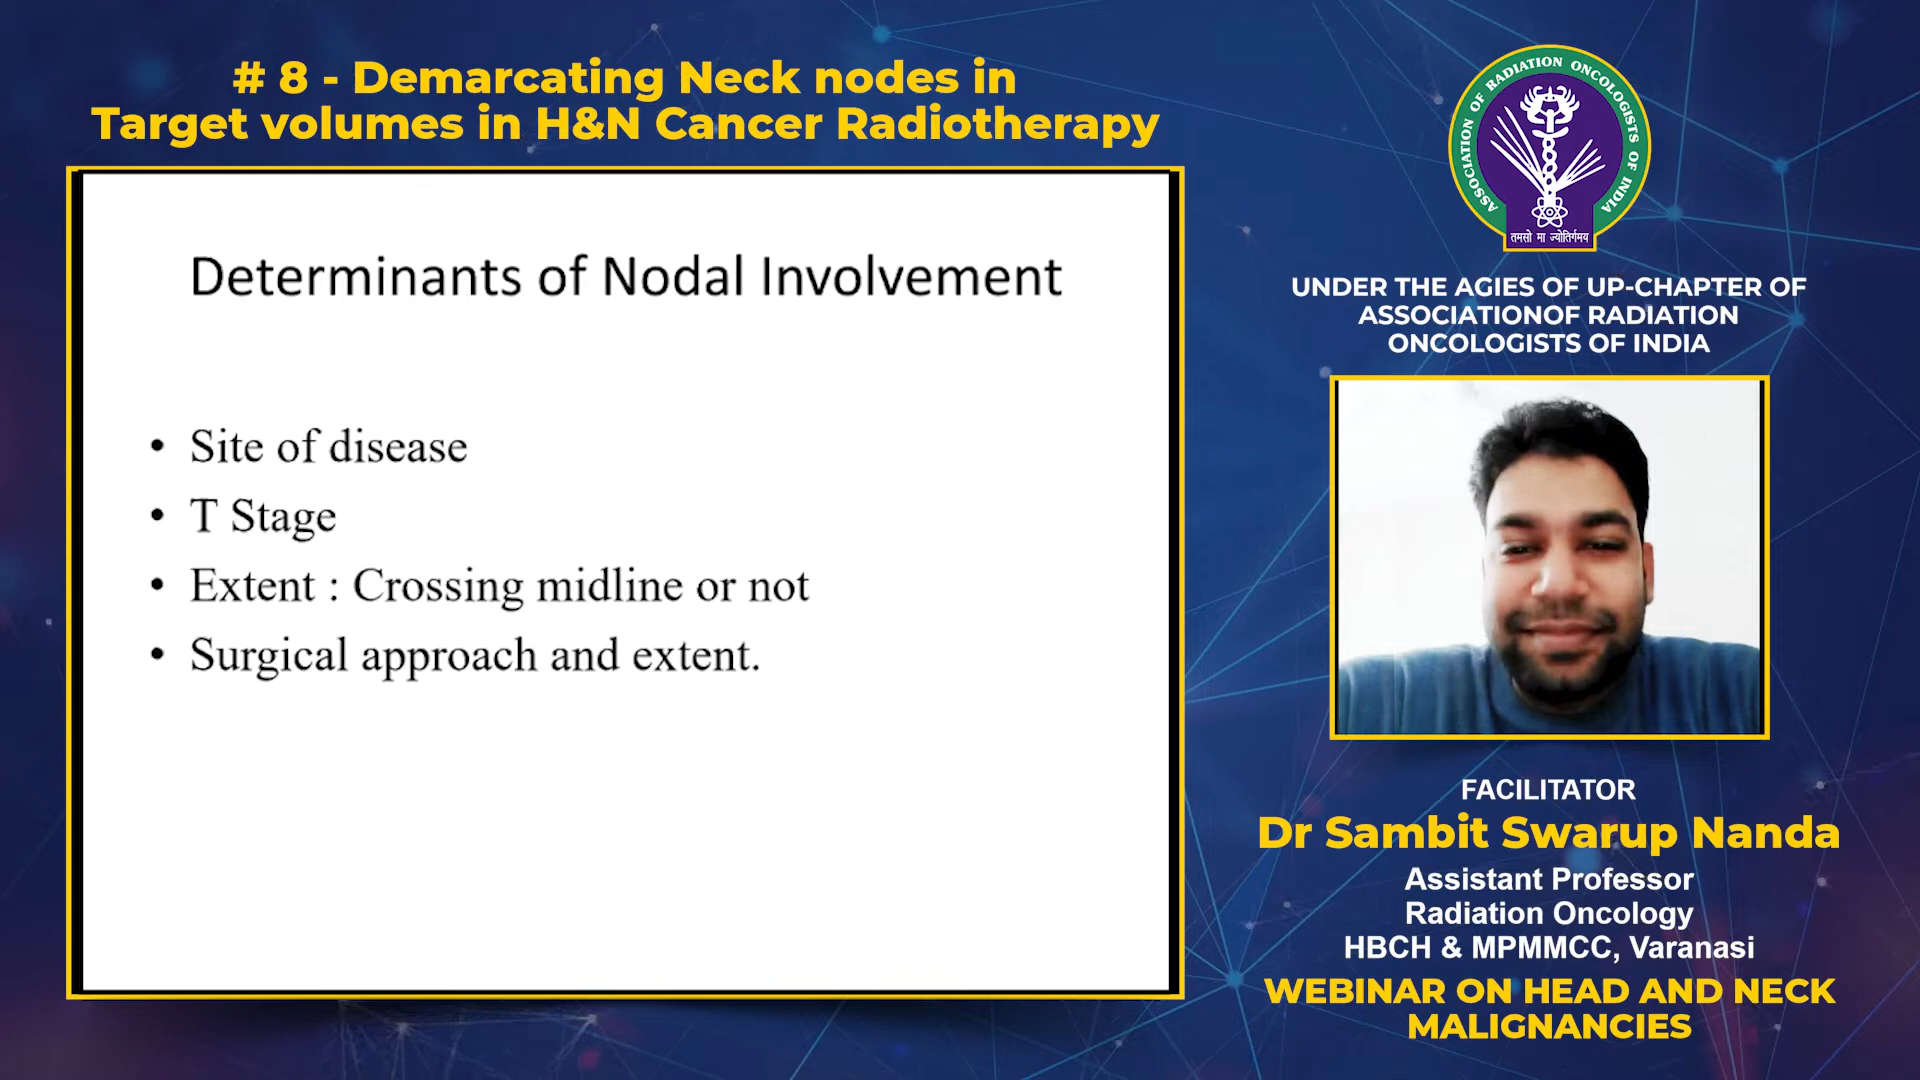 # 8 - Demarcating Neck nodes in
Target volumes in H&N Cancer Radiotherapy
Determinants of Nodal Involvement
• Site of disease
• T Stage
• Extent : Crossing midline or not
• Surgical approach and extent.
ASSOCIATION OF RADIATION ONCOLOGISTS OF INDIA
तमसो मा ज्योतिर्गमय
UNDER THE AGIES OF UP-CHAPTER OF
ASSOCIATIONOF RADIATION
ONCOLOGISTS OF INDIA
FACILITATOR
Dr Sambit Swarup Nanda
Assistant Professor
Radiation Oncology
HBCH & MPMMCC, Varanasi
WEBINAR ON HEAD AND NECK
MALIGNANCIES